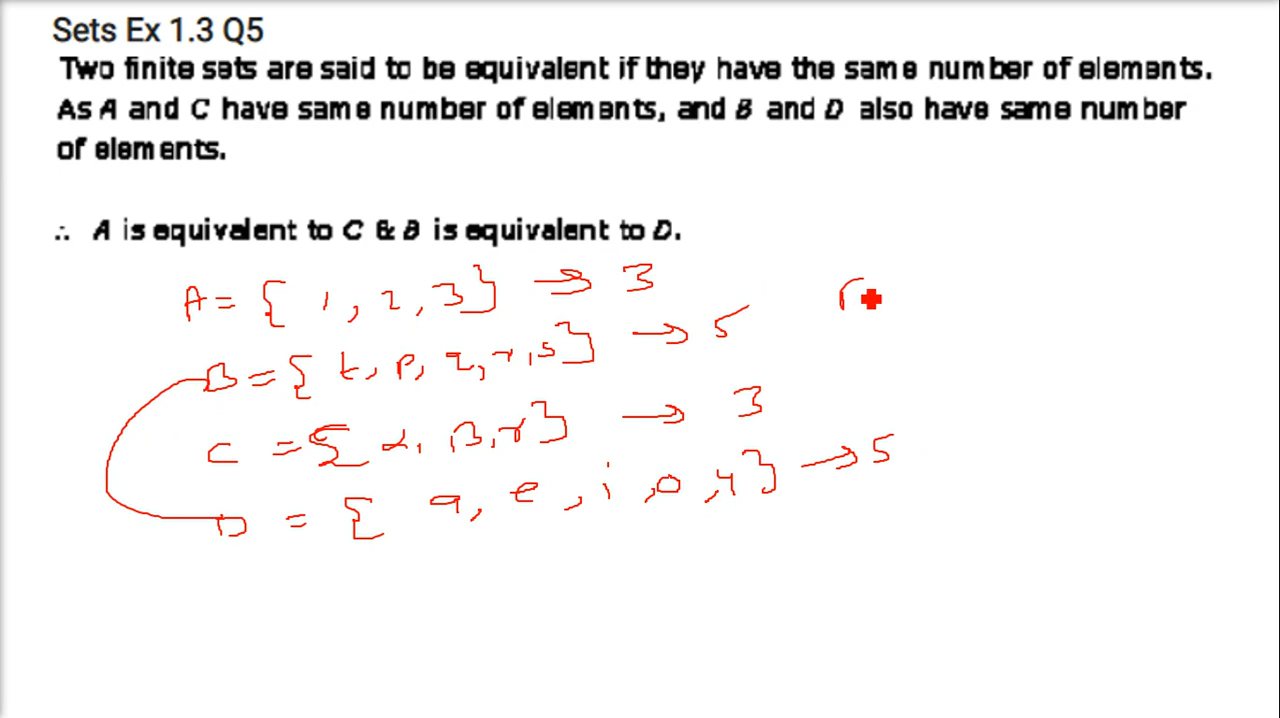 Sets Ex 1.3 Q5
Two finite sets are said to be equivalent if they have the same number of elements.
As A and C have same number of elements, and B and D also have same number
of elements.
∴ A is equivalent to C & B is equivalent to D.
A = { 1, 2, 3} → 3
B = { t, p, q, r, s} → 5
C = { α, β, γ} → 3
D = { a, e, i, o, u} → 5